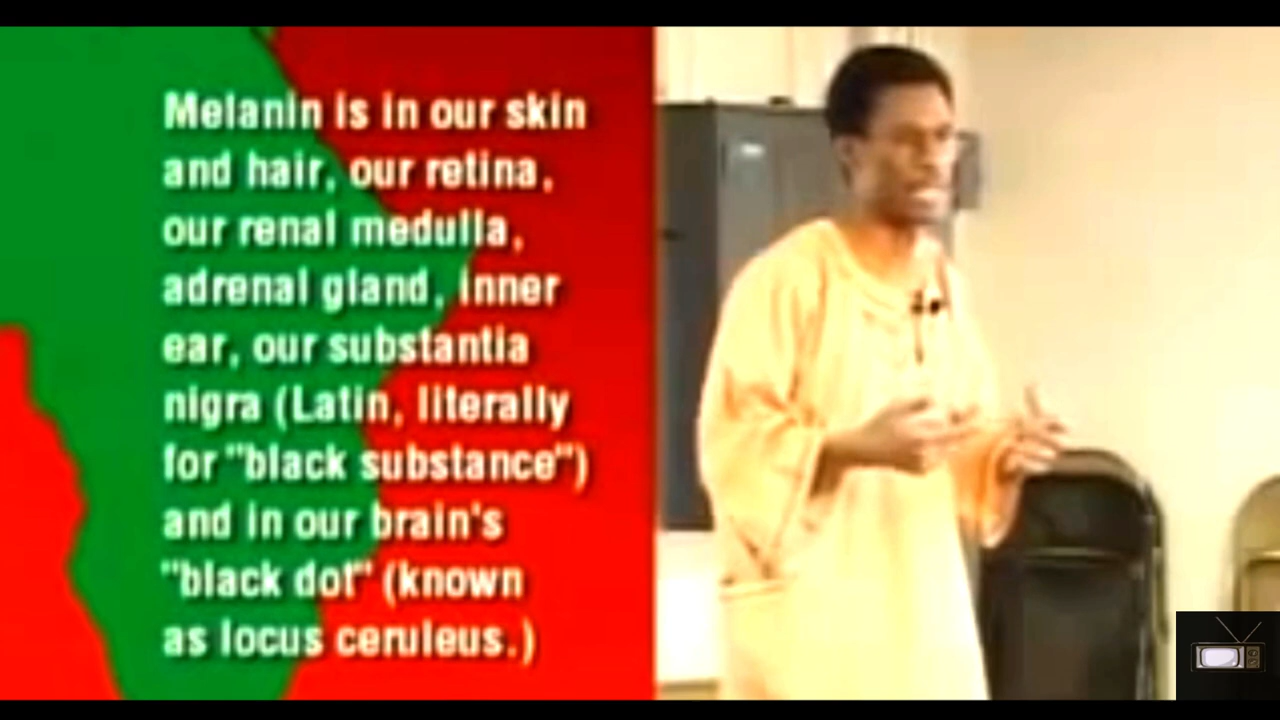 Melanin is in our skin
and hair, our retina,
our renal medulla,
adrenal gland, inner
ear, our substantia
nigra (Latin, literally
for "black substance")
and in our brain's
"black dot" (known
as locus ceruleus.)